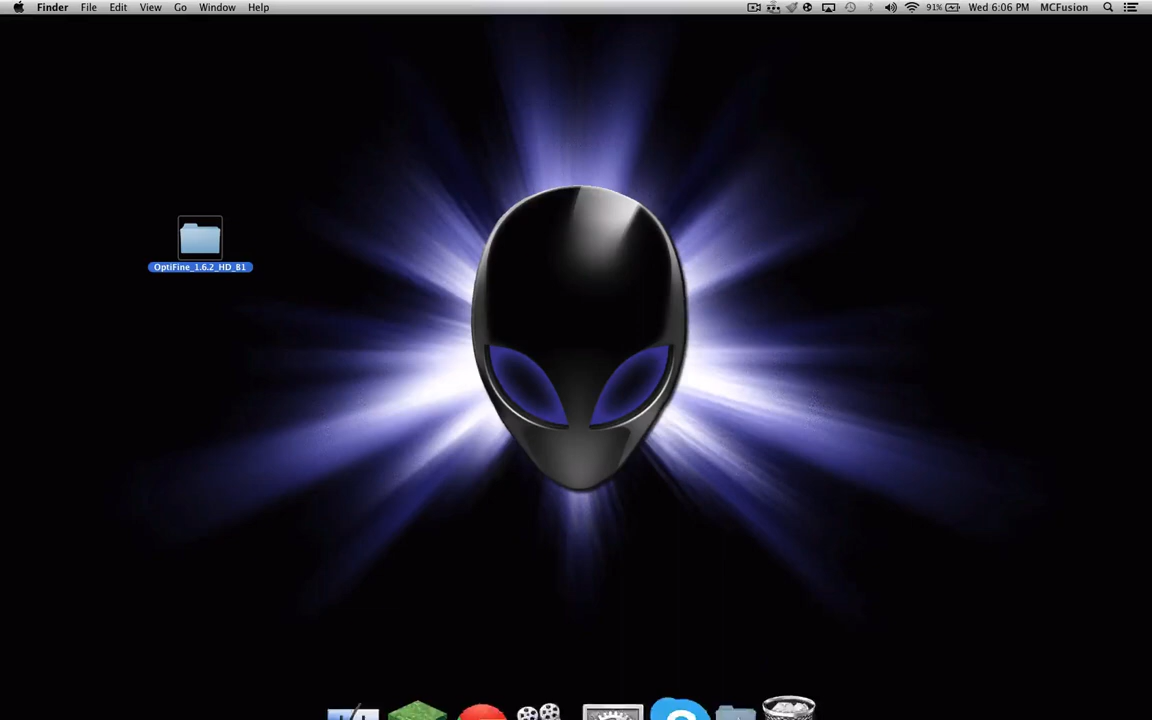 Finder File Edit View Go Window Help 91% Wed 6:06 PM MCFusion
OptiFine_1.6.2_HD_B1